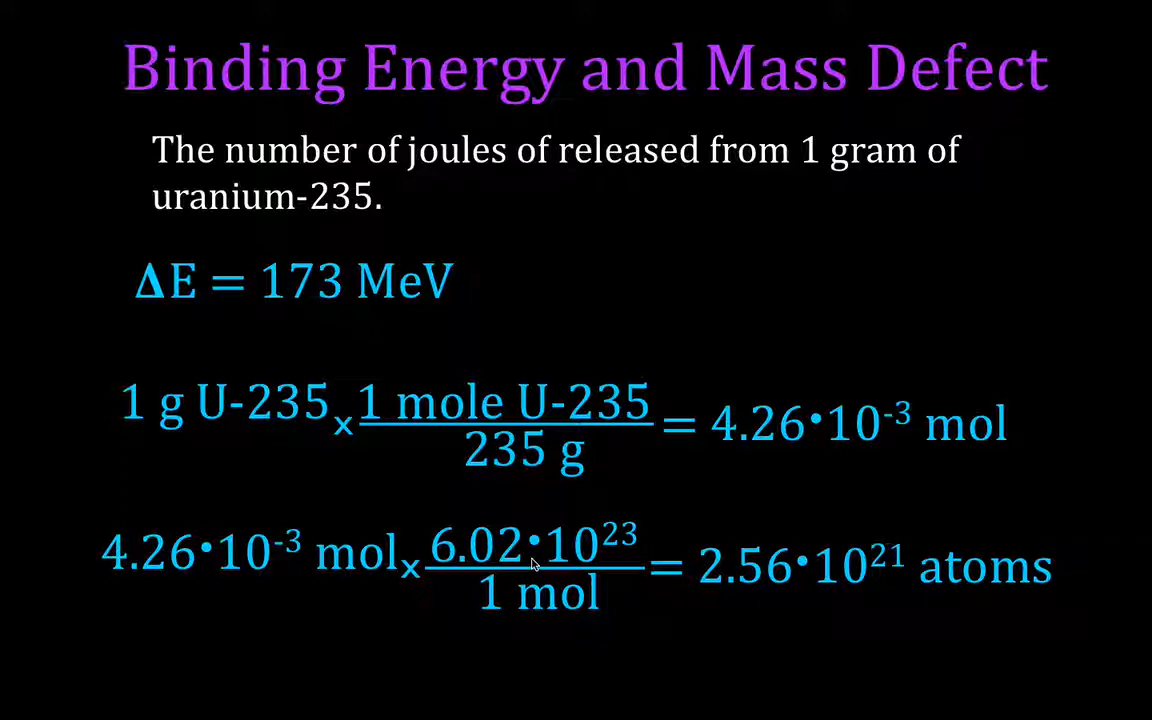 Binding Energy and Mass Defect
The number of joules of released from 1 gram of
uranium-235.
ΔE = 173 MeV
1 g U-235 x 1 mole U-235 / 235 g = 4.26•10⁻³ mol
4.26•10⁻³ mol x 6.02•10²³ / 1 mol = 2.56•10²¹ atoms